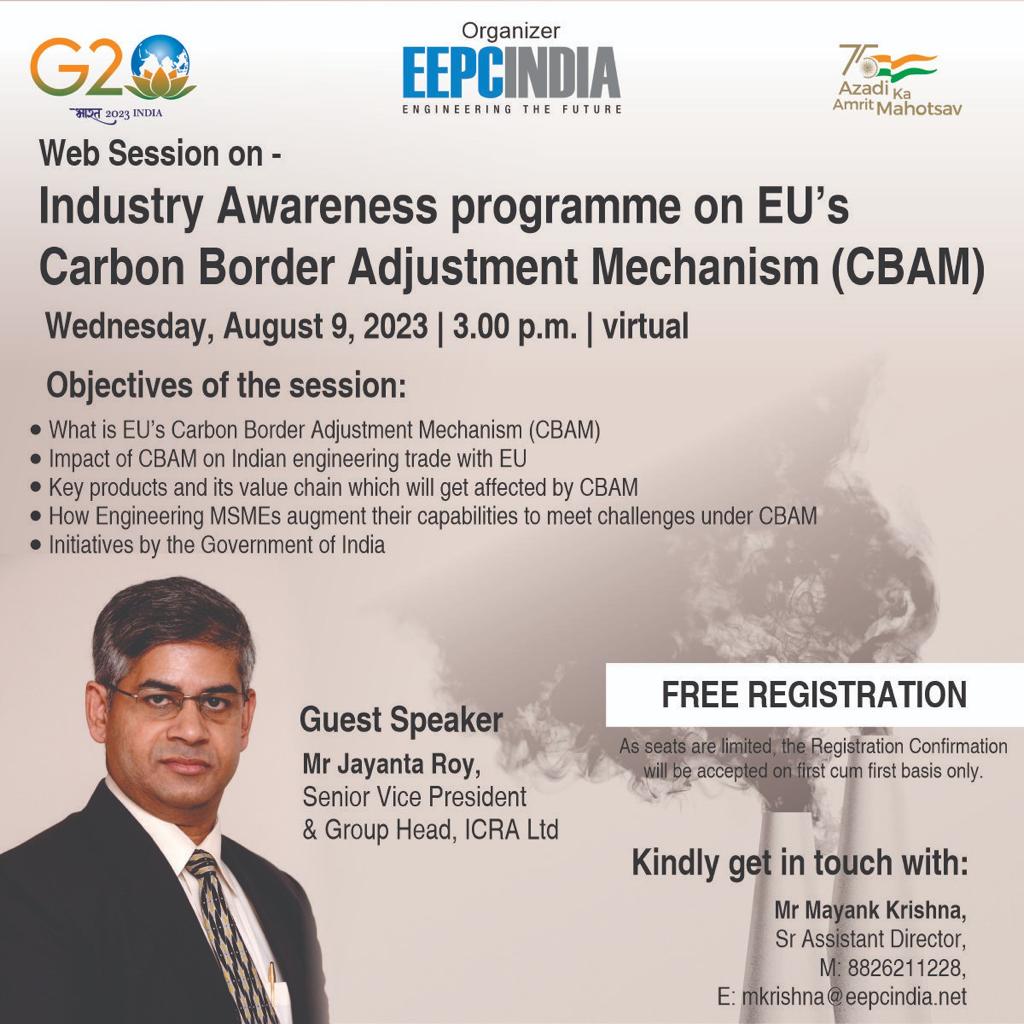 G20
भारत 2023 INDIA
Organizer
EEPCINDIA
ENGINEERING THE FUTURE
75
Azadi Ka
Amrit Mahotsav
Web Session on -
Industry Awareness programme on EU's
Carbon Border Adjustment Mechanism (CBAM)
Wednesday, August 9, 2023 | 3.00 p.m. | virtual
Objectives of the session:
• What is EU's Carbon Border Adjustment Mechanism (CBAM)
• Impact of CBAM on Indian engineering trade with EU
• Key products and its value chain which will get affected by CBAM
• How Engineering MSMEs augment their capabilities to meet challenges under CBAM
• Initiatives by the Government of India
Guest Speaker
Mr Jayanta Roy,
Senior Vice President
& Group Head, ICRA Ltd
FREE REGISTRATION
As seats are limited, the Registration Confirmation
will be accepted on first cum first basis only.
Kindly get in touch with:
Mr Mayank Krishna,
Sr Assistant Director,
M: 8826211228,
E: mkrishna@eepcindia.net